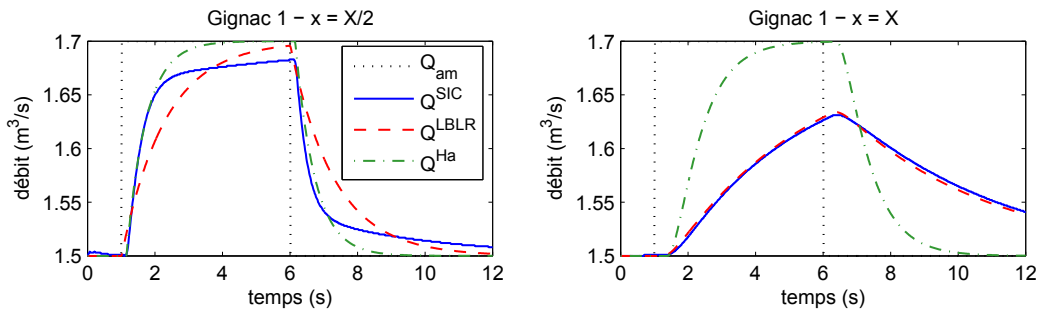 Gignac 1 − x = X/2
débit (m³/s)
1.7
1.65
1.6
1.55
1.5
0 2 4 6 8 10 12
temps (s)
Q_am
Q^SIC
Q^LBLR
Q^Ha
Gignac 1 − x = X
débit (m³/s)
1.7
1.65
1.6
1.55
1.5
0 2 4 6 8 10 12
temps (s)